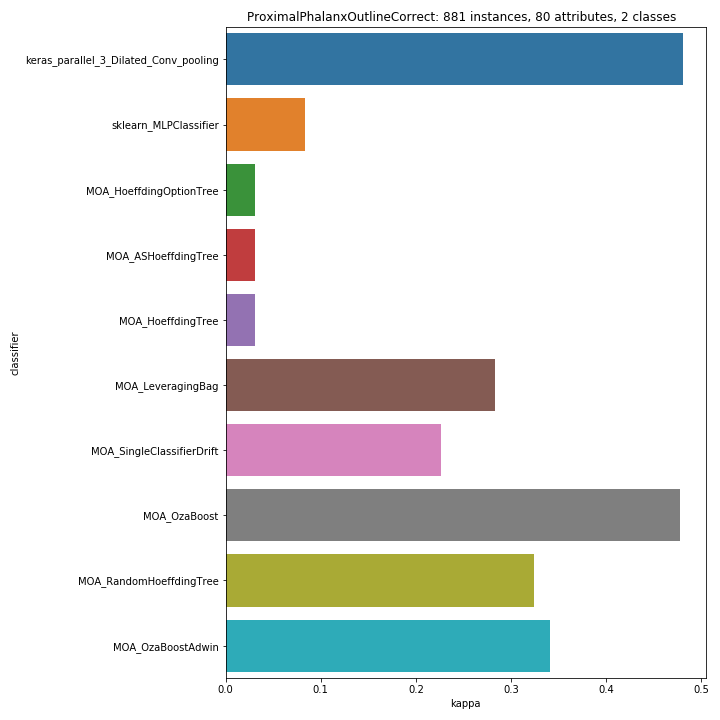 ProximalPhalanxOutlineCorrect: 881 instances, 80 attributes, 2 classes
classifier
keras_parallel_3_Dilated_Conv_pooling
sklearn_MLPClassifier
MOA_HoeffdingOptionTree
MOA_ASHoeffdingTree
MOA_HoeffdingTree
MOA_LeveragingBag
MOA_SingleClassifierDrift
MOA_OzaBoost
MOA_RandomHoeffdingTree
MOA_OzaBoostAdwin
0.0 0.1 0.2 0.3 0.4 0.5
kappa